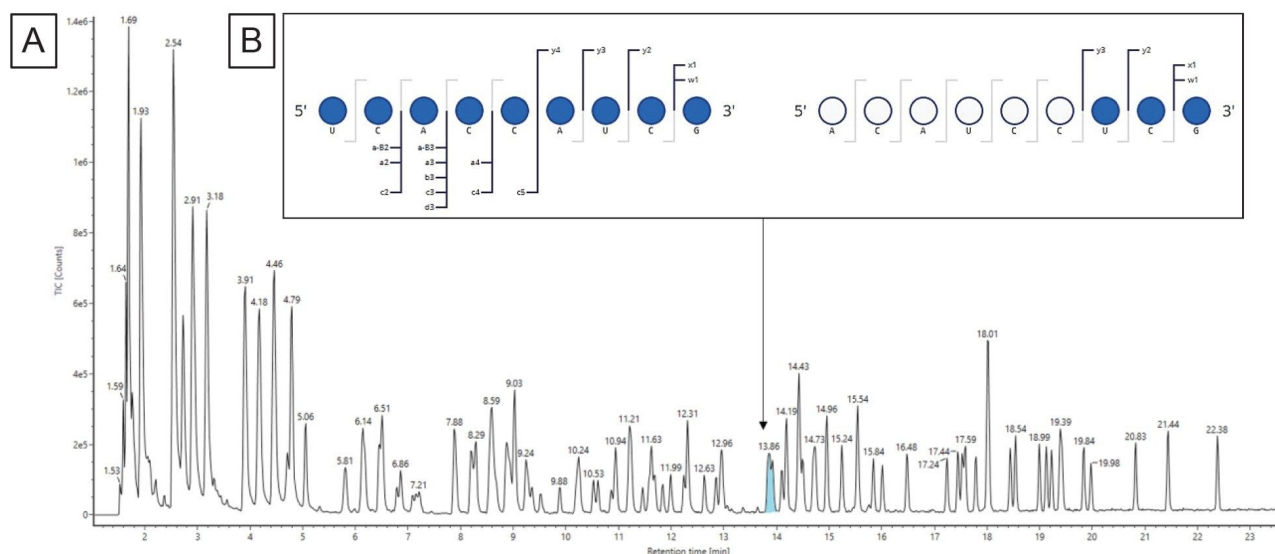 A
B
y4 y3 y2 x1 w1
5' U C A C C A U C G 3'
a-B2 a2 c2
a-B3 a3 b3 c3 d3
a4 c4
c5
y3 y2 x1 w1
5' A C A U C C U C G 3'
TIC [Counts]
1.4e6
1.2e6
1e6
8e5
6e5
4e5
2e5
0
1.53 1.59 1.64 1.69 1.93 2.54 2.91 3.18 3.91 4.18 4.46 4.79 5.06 5.81 6.14 6.51 6.86 7.21 7.88 8.29 8.59 9.03 9.24 9.88 10.24 10.53 10.94 11.21 11.63 11.99 12.31 12.63 12.96 13.86 14.19 14.43 14.73 14.96 15.24 15.54 15.84 16.48 17.24 17.44 17.59 18.01 18.54 18.99 19.39 19.84 19.98 20.83 21.44 22.38
2 3 4 5 6 7 8 9 10 11 12 13 14 15 16 17 18 19 20 21 22 23
Retention time [min]